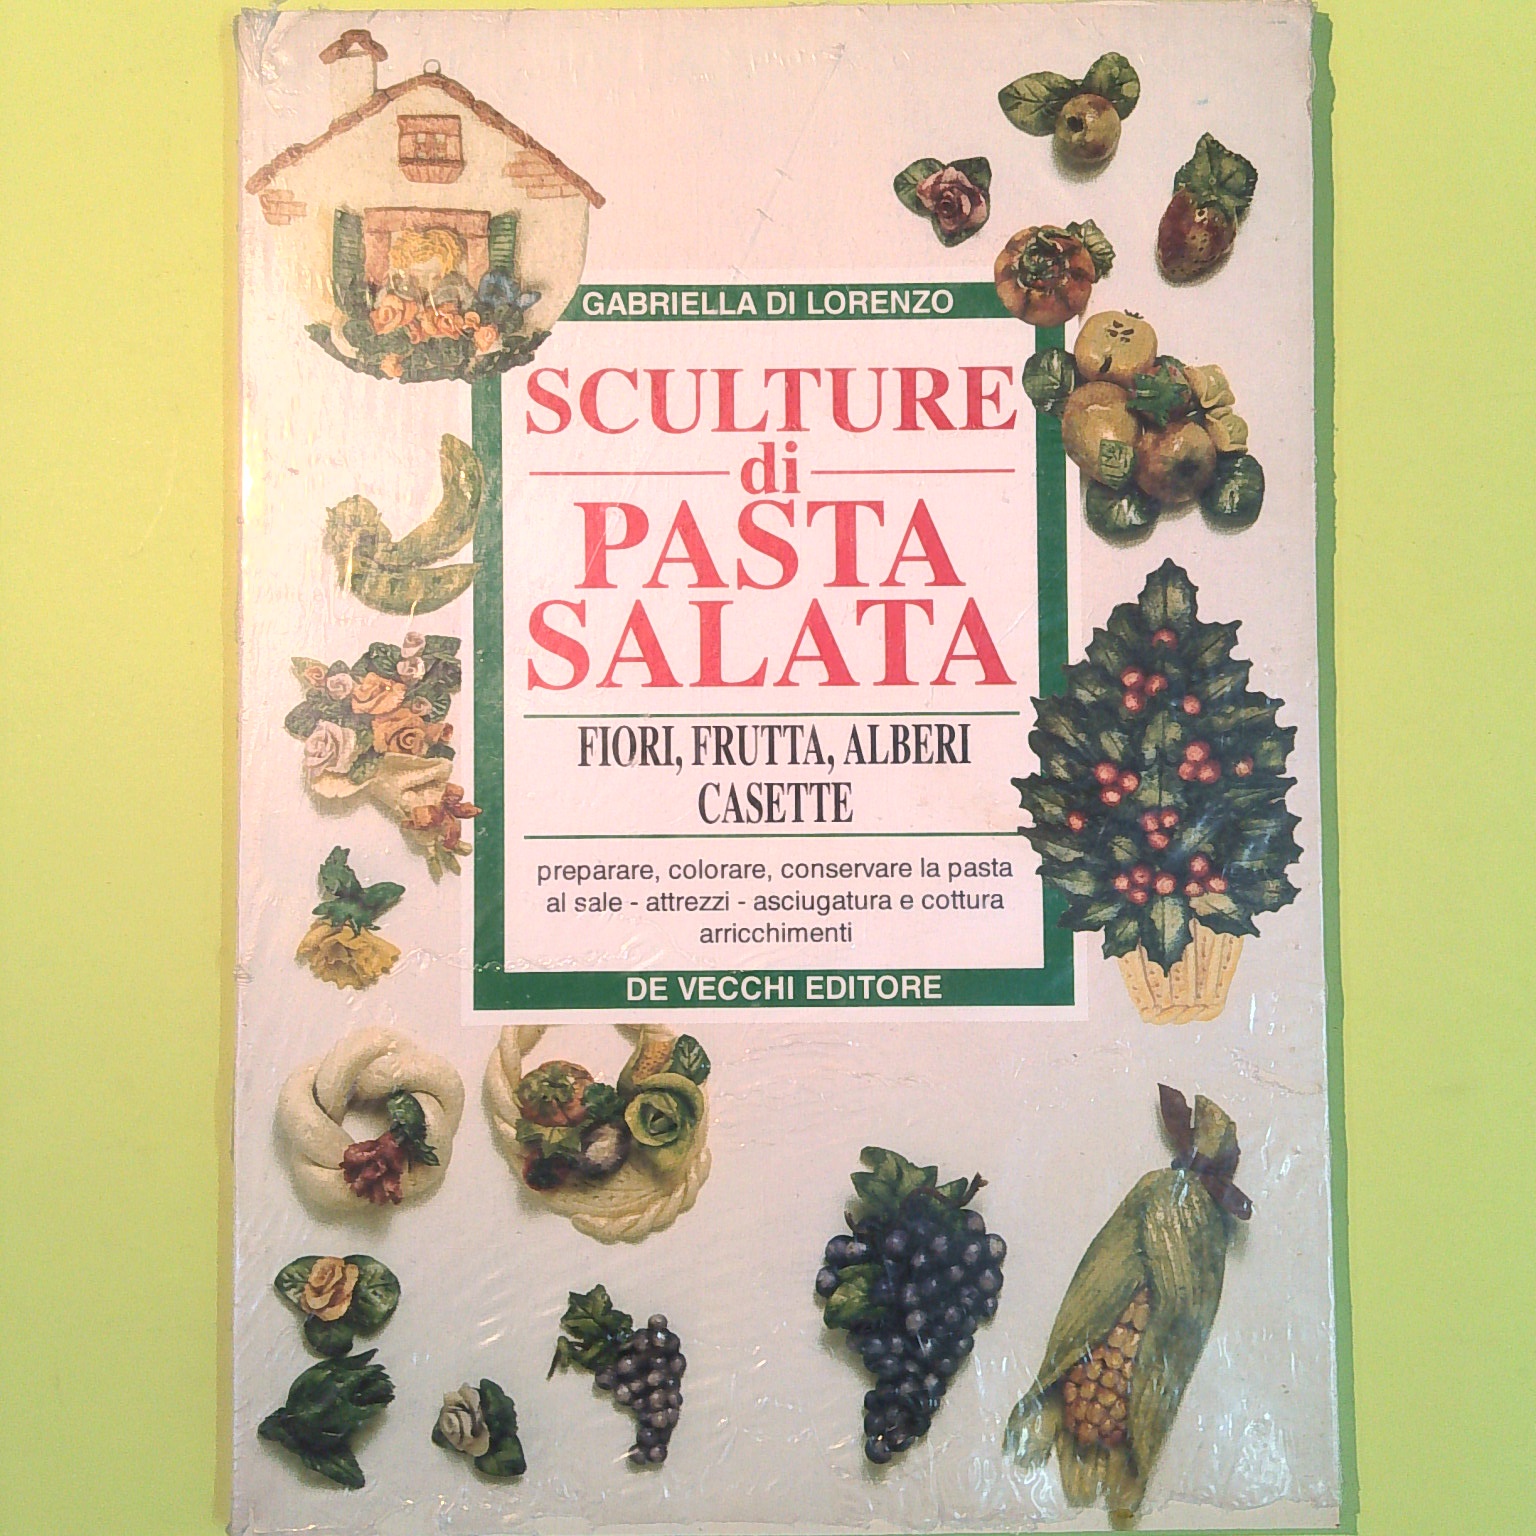 GABRIELLA DI LORENZO
SCULTURE
di
PASTA
SALATA
FIORI, FRUTTA, ALBERI
CASETTE
preparare, colorare, conservare la pasta
al sale - attrezzi - asciugatura e cottura
arricchimenti
DE VECCHI EDITORE